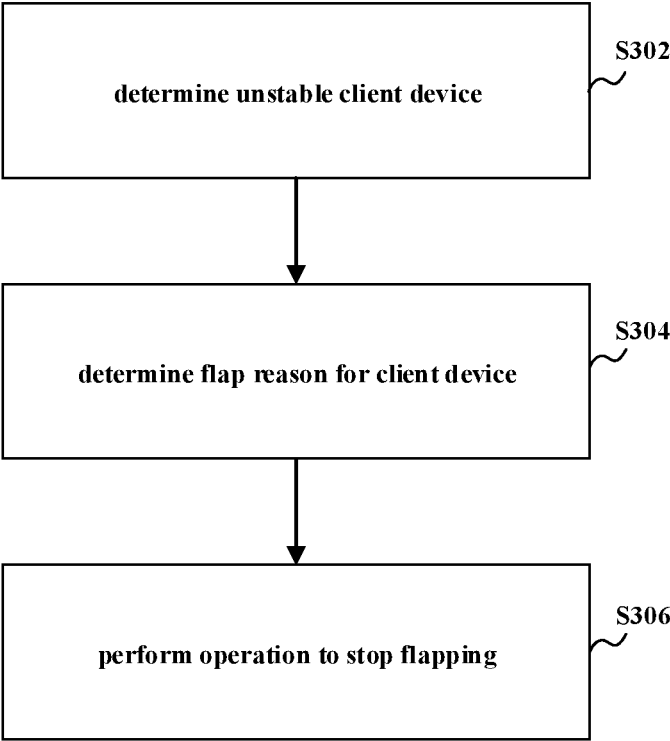 S302
determine unstable client device
S304
determine flap reason for client device
S306
perform operation to stop flapping